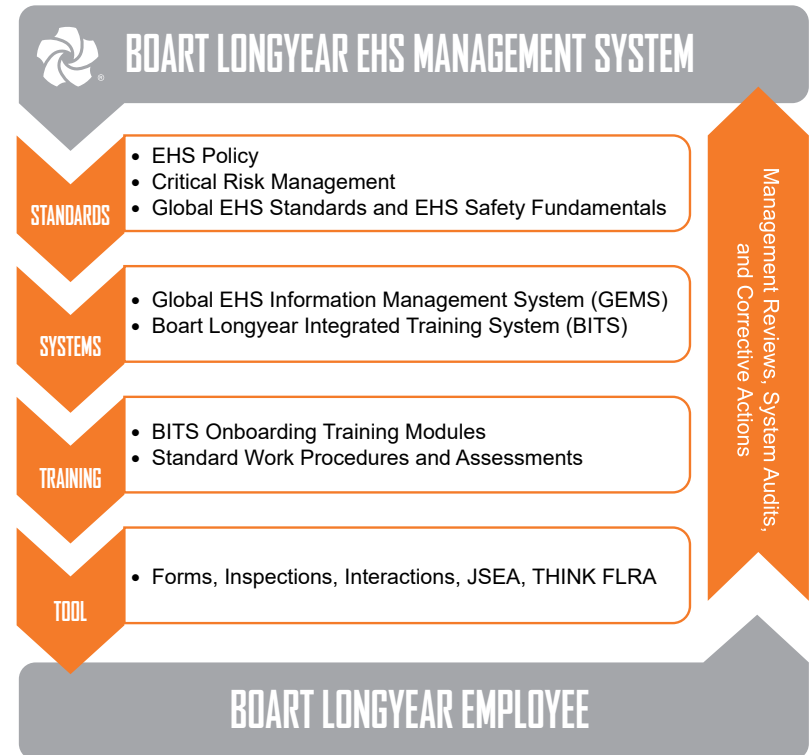 BOART LONGYEAR EHS MANAGEMENT SYSTEM
®
STANDARDS
• EHS Policy
• Critical Risk Management
• Global EHS Standards and EHS Safety Fundamentals
SYSTEMS
• Global EHS Information Management System (GEMS)
• Boart Longyear Integrated Training System (BITS)
TRAINING
• BITS Onboarding Training Modules
• Standard Work Procedures and Assessments
TOOL
• Forms, Inspections, Interactions, JSEA, THINK FLRA
Management Reviews, System Audits,
and Corrective Actions
BOART LONGYEAR EMPLOYEE